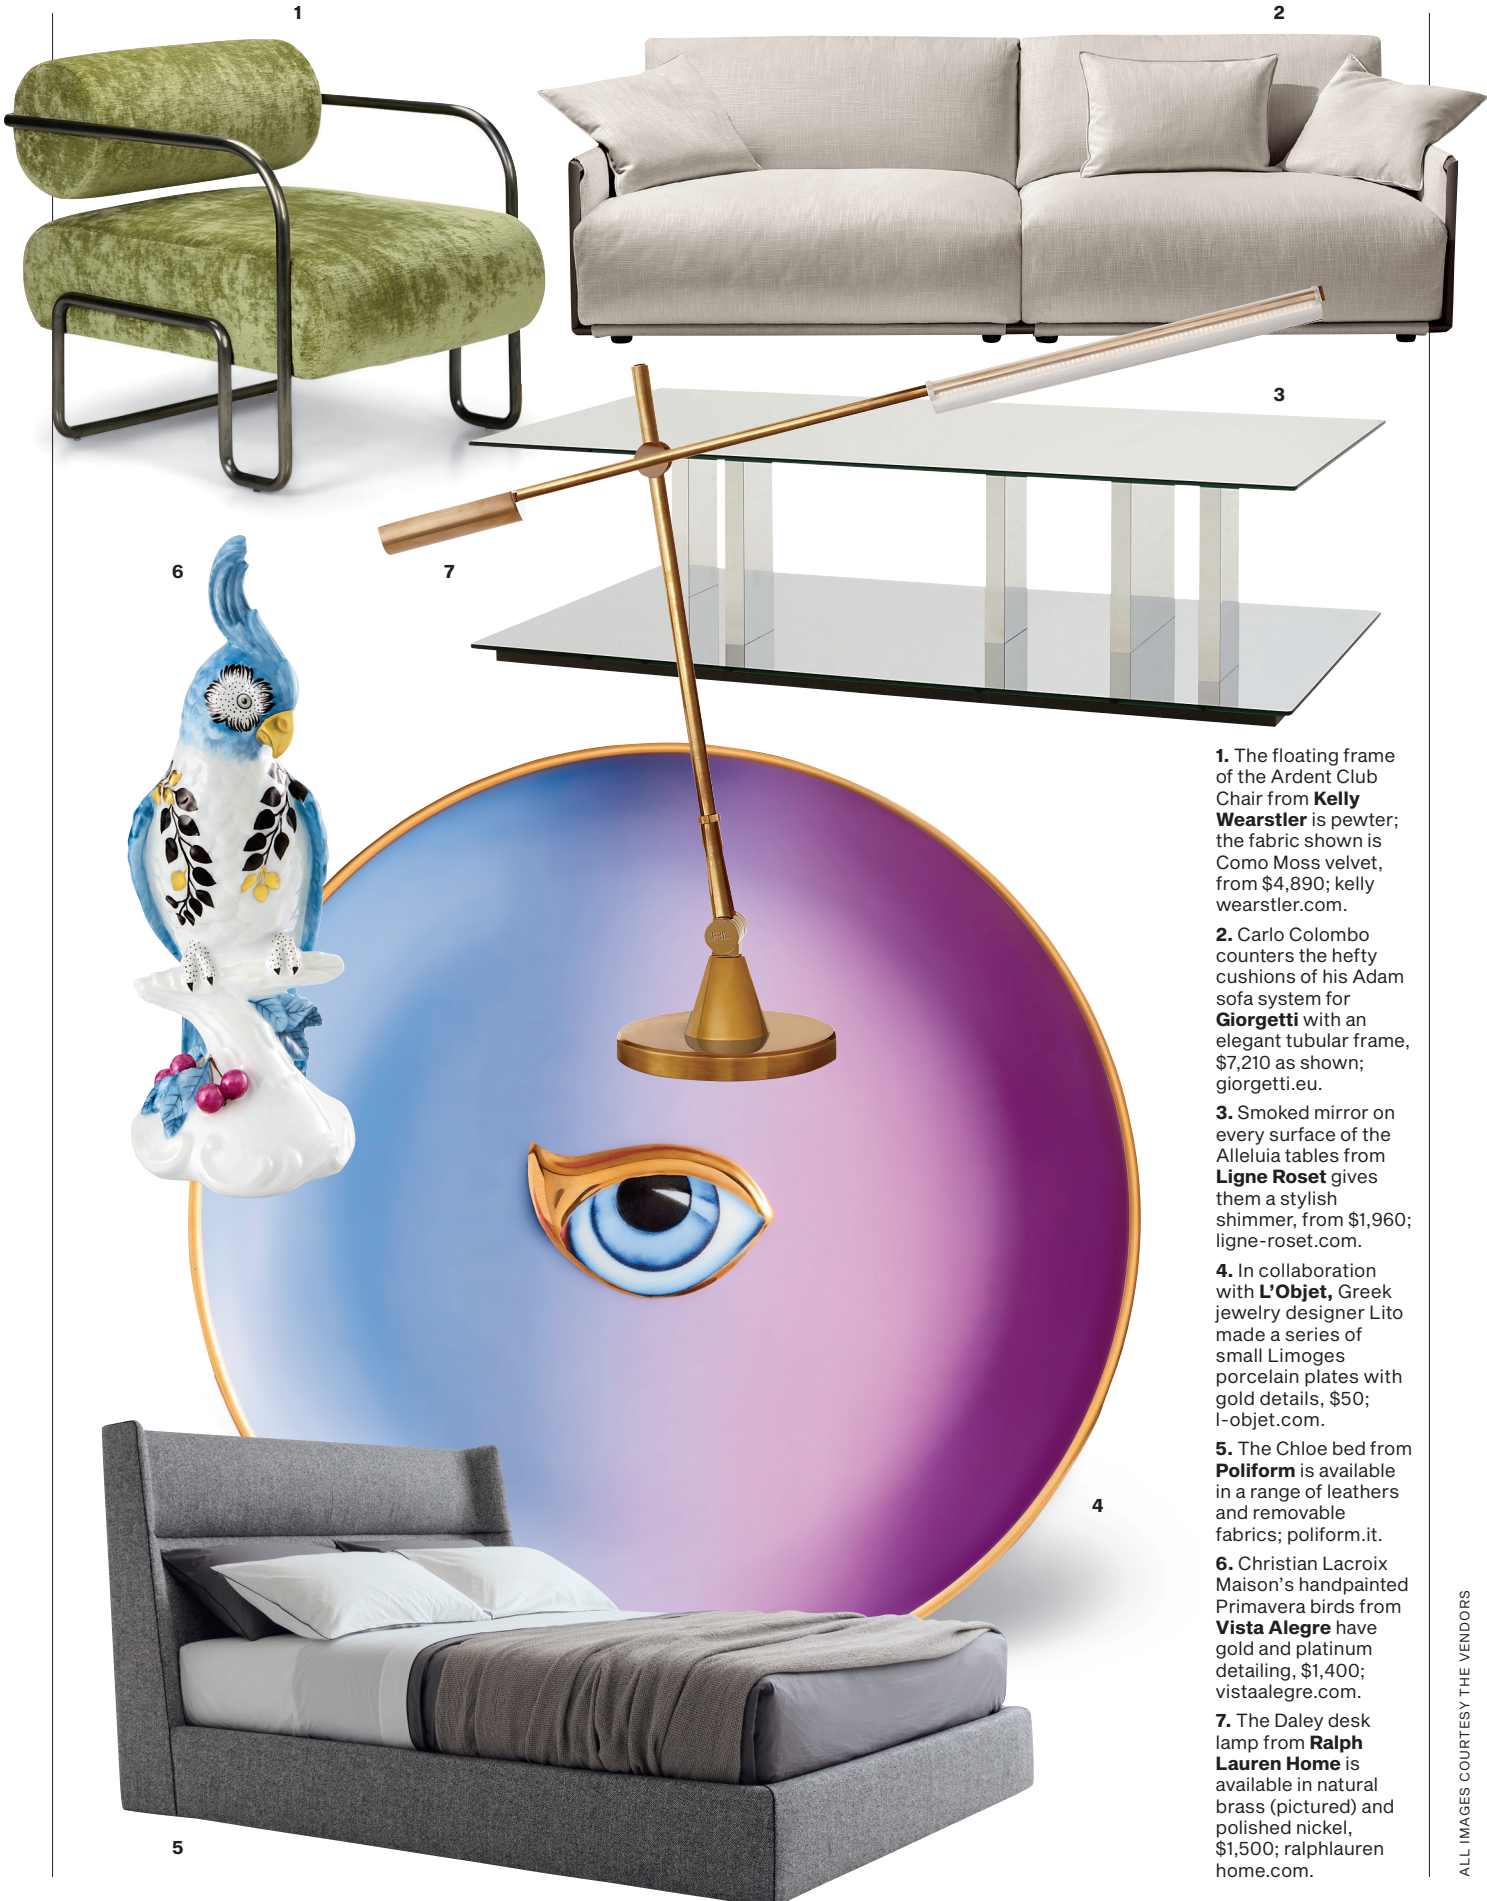 1
2
3
6
7
1. The floating frame
of the Ardent Club
Chair from Kelly
Wearstler is pewter;
the fabric shown is
Como Moss velvet,
from $4,890; kelly
wearstler.com.
2. Carlo Colombo
counters the hefty
cushions of his Adam
sofa system for
Giorgetti with an
elegant tubular frame,
$7,210 as shown;
giorgetti.eu.
3. Smoked mirror on
every surface of the
Alleluia tables from
Ligne Roset gives
them a stylish
shimmer, from $1,960;
ligne-roset.com.
4. In collaboration
with L’Objet, Greek
jewelry designer Lito
made a series of
small Limoges
porcelain plates with
gold details, $50;
l-objet.com.
5. The Chloe bed from
Poliform is available
in a range of leathers
and removable
fabrics; poliform.it.
6. Christian Lacroix
Maison’s handpainted
Primavera birds from
Vista Alegre have
gold and platinum
detailing, $1,400;
vistaalegre.com.
7. The Daley desk
lamp from Ralph
Lauren Home is
available in natural
brass (pictured) and
polished nickel,
$1,500; ralphlauren
home.com.
RL
4
5
ALL IMAGES COURTESY THE VENDORS